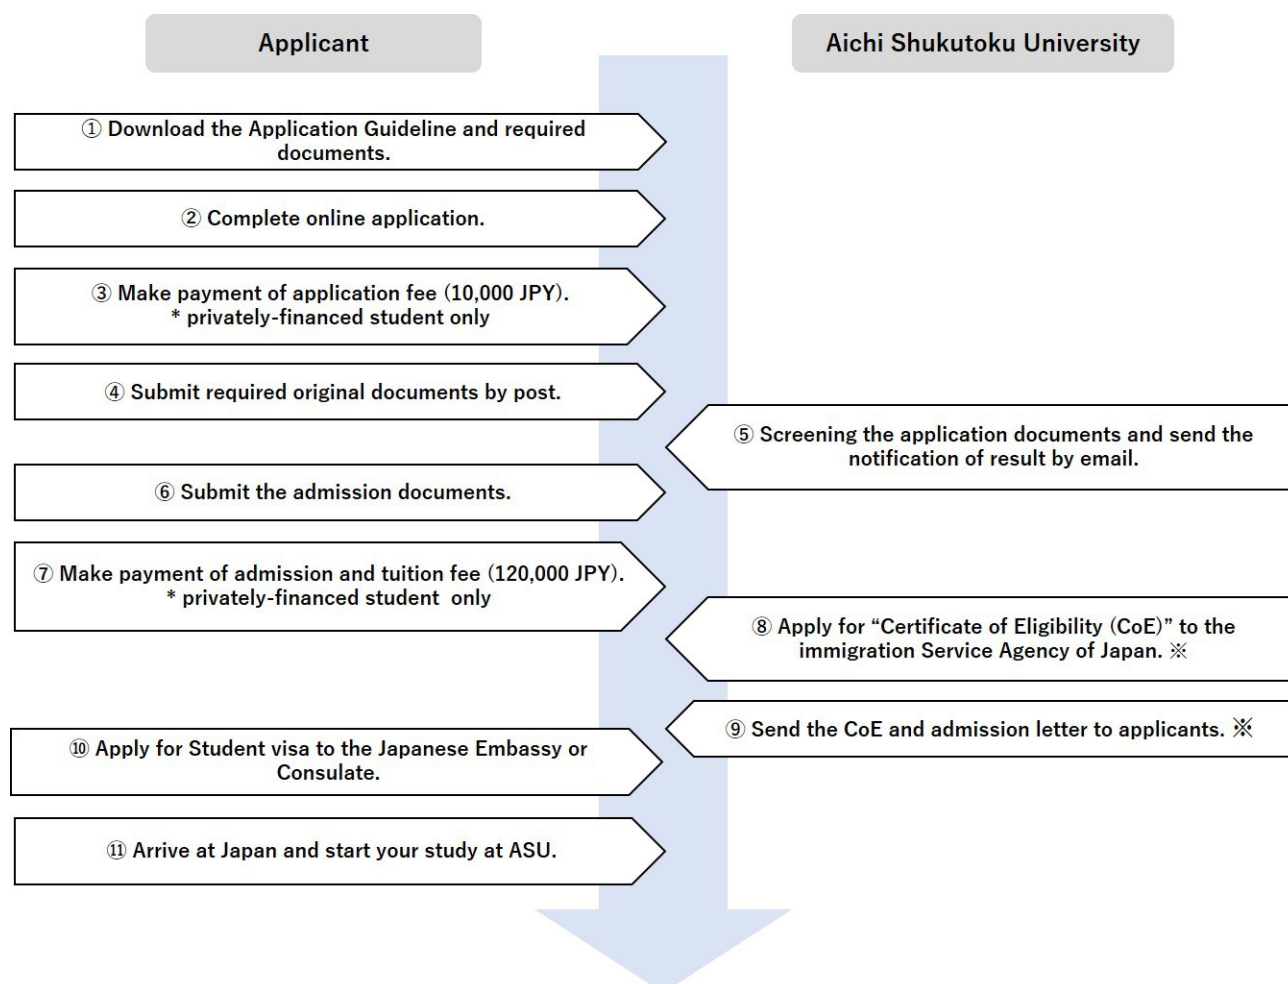 Applicant
Aichi Shukutoku University
① Download the Application Guideline and required
documents.
② Complete online application.
③ Make payment of application fee (10,000 JPY).
* privately-financed student only
④ Submit required original documents by post.
⑤ Screening the application documents and send the
notification of result by email.
⑥ Submit the admission documents.
⑦ Make payment of admission and tuition fee (120,000 JPY).
* privately-financed student only
⑧ Apply for “Certificate of Eligibility (CoE)” to the
immigration Service Agency of Japan. ※
⑨ Send the CoE and admission letter to applicants. ※
⑩ Apply for Student visa to the Japanese Embassy or
Consulate.
⑪ Arrive at Japan and start your study at ASU.